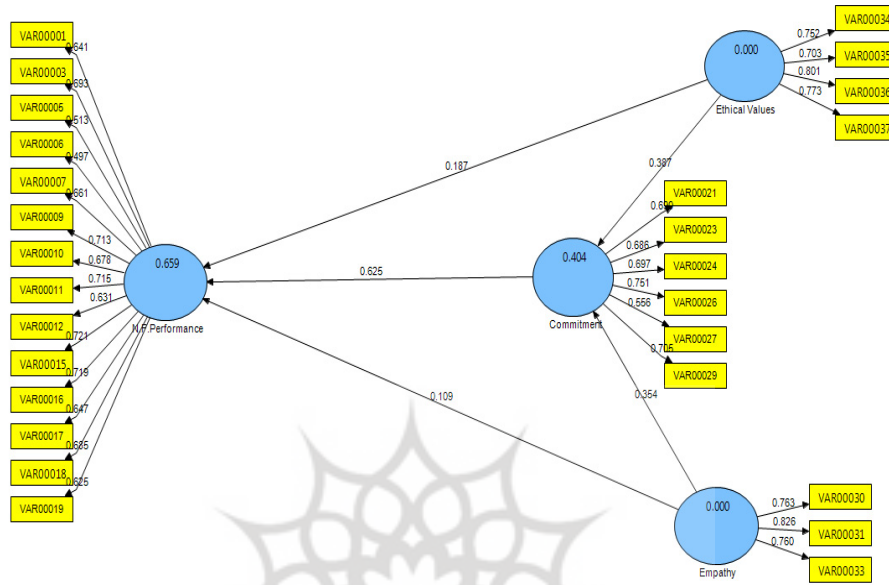 VAR00001
0.641
VAR00003
0.693
VAR00005
0.513
VAR00006
0.497
VAR00007
0.661
VAR00009
0.713
VAR00010
0.678
VAR00011
0.715
VAR00012
0.631
VAR00015
0.721
VAR00016
0.719
VAR00017
0.647
VAR00018
VAR00019
0.625
0.659
N.F.Performance
0.187
0.625
0.109
0.000
Ethical Values
0.752
VAR00034
0.703
VAR00035
0.801
VAR00036
0.773
VAR00037
0.387
0.404
Commitment
VAR00021
0.686
VAR00023
0.697
VAR00024
0.751
VAR00026
0.556
VAR00027
0.705
VAR00029
0.354
0.000
Empathy
0.763
VAR00030
0.826
VAR00031
0.760
VAR00033